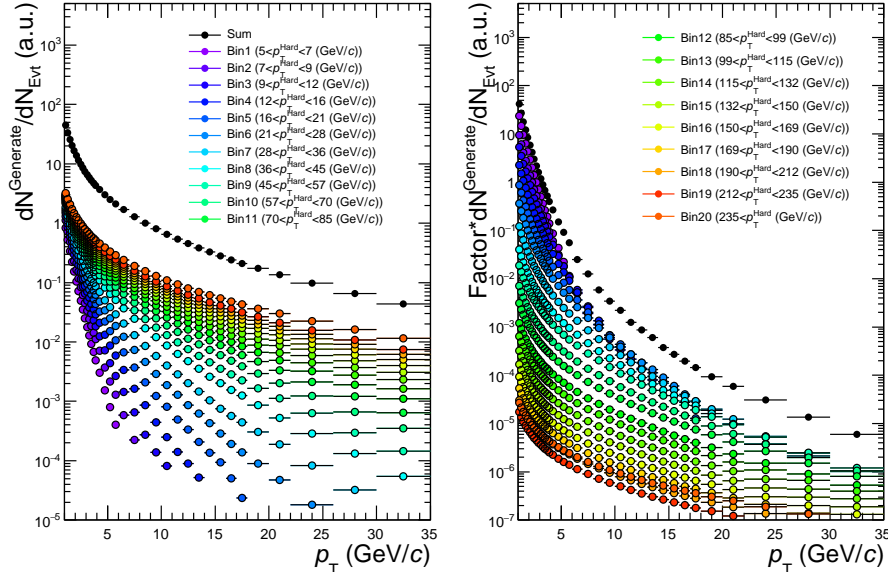 dN^Generate/dN_Evt (a.u.)
10^3
10^2
10
1
10^-1
10^-2
10^-3
10^-4
10^-5
Sum
Bin1 (5<p_T^Hard<7 (GeV/c))
Bin2 (7<p_T^Hard<9 (GeV/c))
Bin3 (9<p_T^Hard<12 (GeV/c))
Bin4 (12<p_T^Hard<16 (GeV/c))
Bin5 (16<p_T^Hard<21 (GeV/c))
Bin6 (21<p_T^Hard<28 (GeV/c))
Bin7 (28<p_T^Hard<36 (GeV/c))
Bin8 (36<p_T^Hard<45 (GeV/c))
Bin9 (45<p_T^Hard<57 (GeV/c))
Bin10 (57<p_T^Hard<70 (GeV/c))
Bin11 (70<p_T^Hard<85 (GeV/c))
5 10 15 20 25 30 35
p_T (GeV/c)
Factor*dN^Generate/dN_Evt (a.u.)
10^3
10^2
10
1
10^-1
10^-2
10^-3
10^-4
10^-5
10^-6
10^-7
Bin12 (85<p_T^Hard<99 (GeV/c))
Bin13 (99<p_T^Hard<115 (GeV/c))
Bin14 (115<p_T^Hard<132 (GeV/c))
Bin15 (132<p_T^Hard<150 (GeV/c))
Bin16 (150<p_T^Hard<169 (GeV/c))
Bin17 (169<p_T^Hard<190 (GeV/c))
Bin18 (190<p_T^Hard<212 (GeV/c))
Bin19 (212<p_T^Hard<235 (GeV/c))
Bin20 (235<p_T^Hard (GeV/c))
5 10 15 20 25 30 35
p_T (GeV/c)